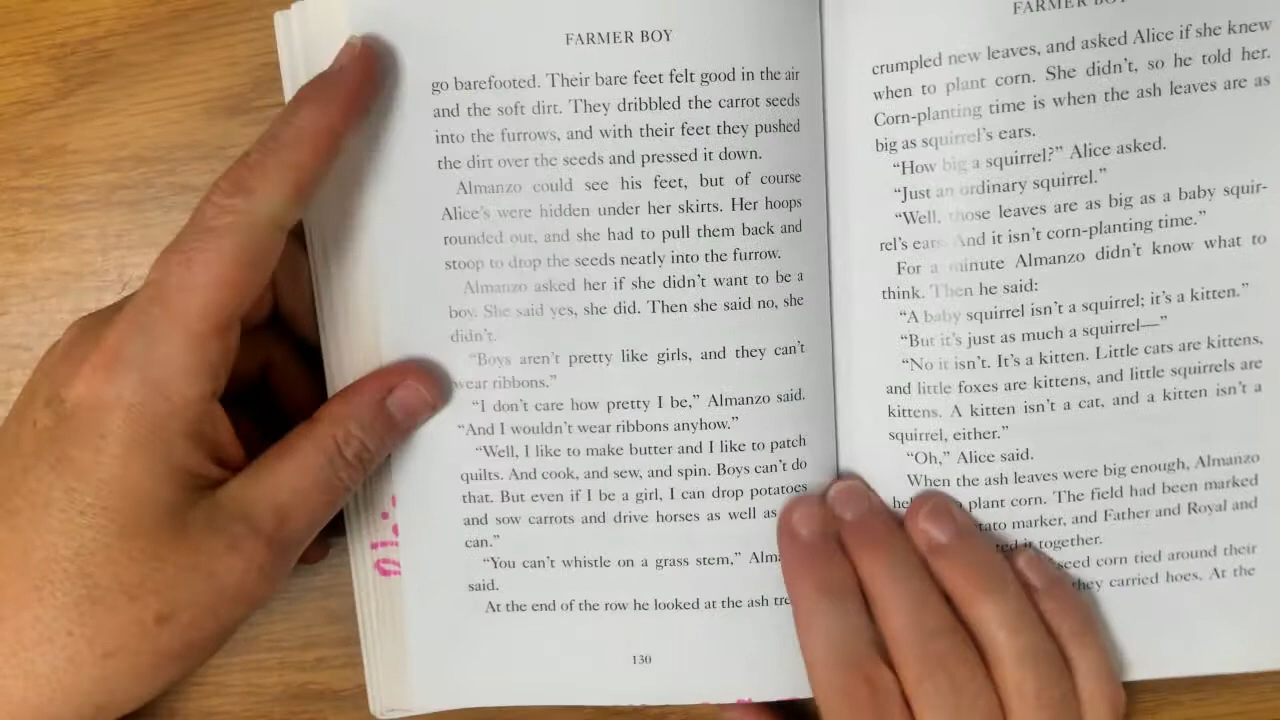 FARMER BOY
go barefooted. Their bare feet felt good in the air
and the soft dirt. They dribbled the carrot seeds
into the furrows, and with their feet they pushed
the dirt over the seeds and pressed it down.
Almanzo could see his feet, but of course
Alice's were hidden under her skirts. Her hoops
rounded out, and she had to pull them back and
stoop to drop the seeds neatly into the furrow.
Almanzo asked her if she didn't want to be a
boy. She said yes, she did. Then she said no, she
didn't.
"Boys aren't pretty like girls, and they can't
wear ribbons."
"I don't care how pretty I be," Almanzo said.
"And I wouldn't wear ribbons anyhow."
"Well, I like to make butter and I like to patch
quilts. And cook, and sew, and spin. Boys can't do
that. But even if I be a girl, I can drop potatoes
and sow carrots and drive horses as well as
can."
"You can't whistle on a grass stem,"
said.
At the end of the row he looked at the ash
130
FARMER BOY
crumpled new leaves, and asked Alice if she knew
when to plant corn. She didn't, so he told her.
Corn-planting time is when the ash leaves are as
big as squirrel's ears.
"How big a squirrel?" Alice asked.
"Just an ordinary squirrel."
"Well, those leaves are as big as a baby squir-
rel's ears. And it isn't corn-planting time."
For a minute Almanzo didn't know what to
think. Then he said:
"A baby squirrel isn't a squirrel; it's a kitten."
"But it's just as much a squirrel—"
"No it isn't. It's a kitten. Little cats are kittens,
and little foxes are kittens, and little squirrels are
kittens. A kitten isn't a cat, and a kitten isn't a
squirrel, either."
"Oh," Alice said.
When the ash leaves were big enough, Almanzo
plant corn. The field had been marked
marker, and Father and Royal and
it together.
seed corn tied around their
they carried hoes. At the